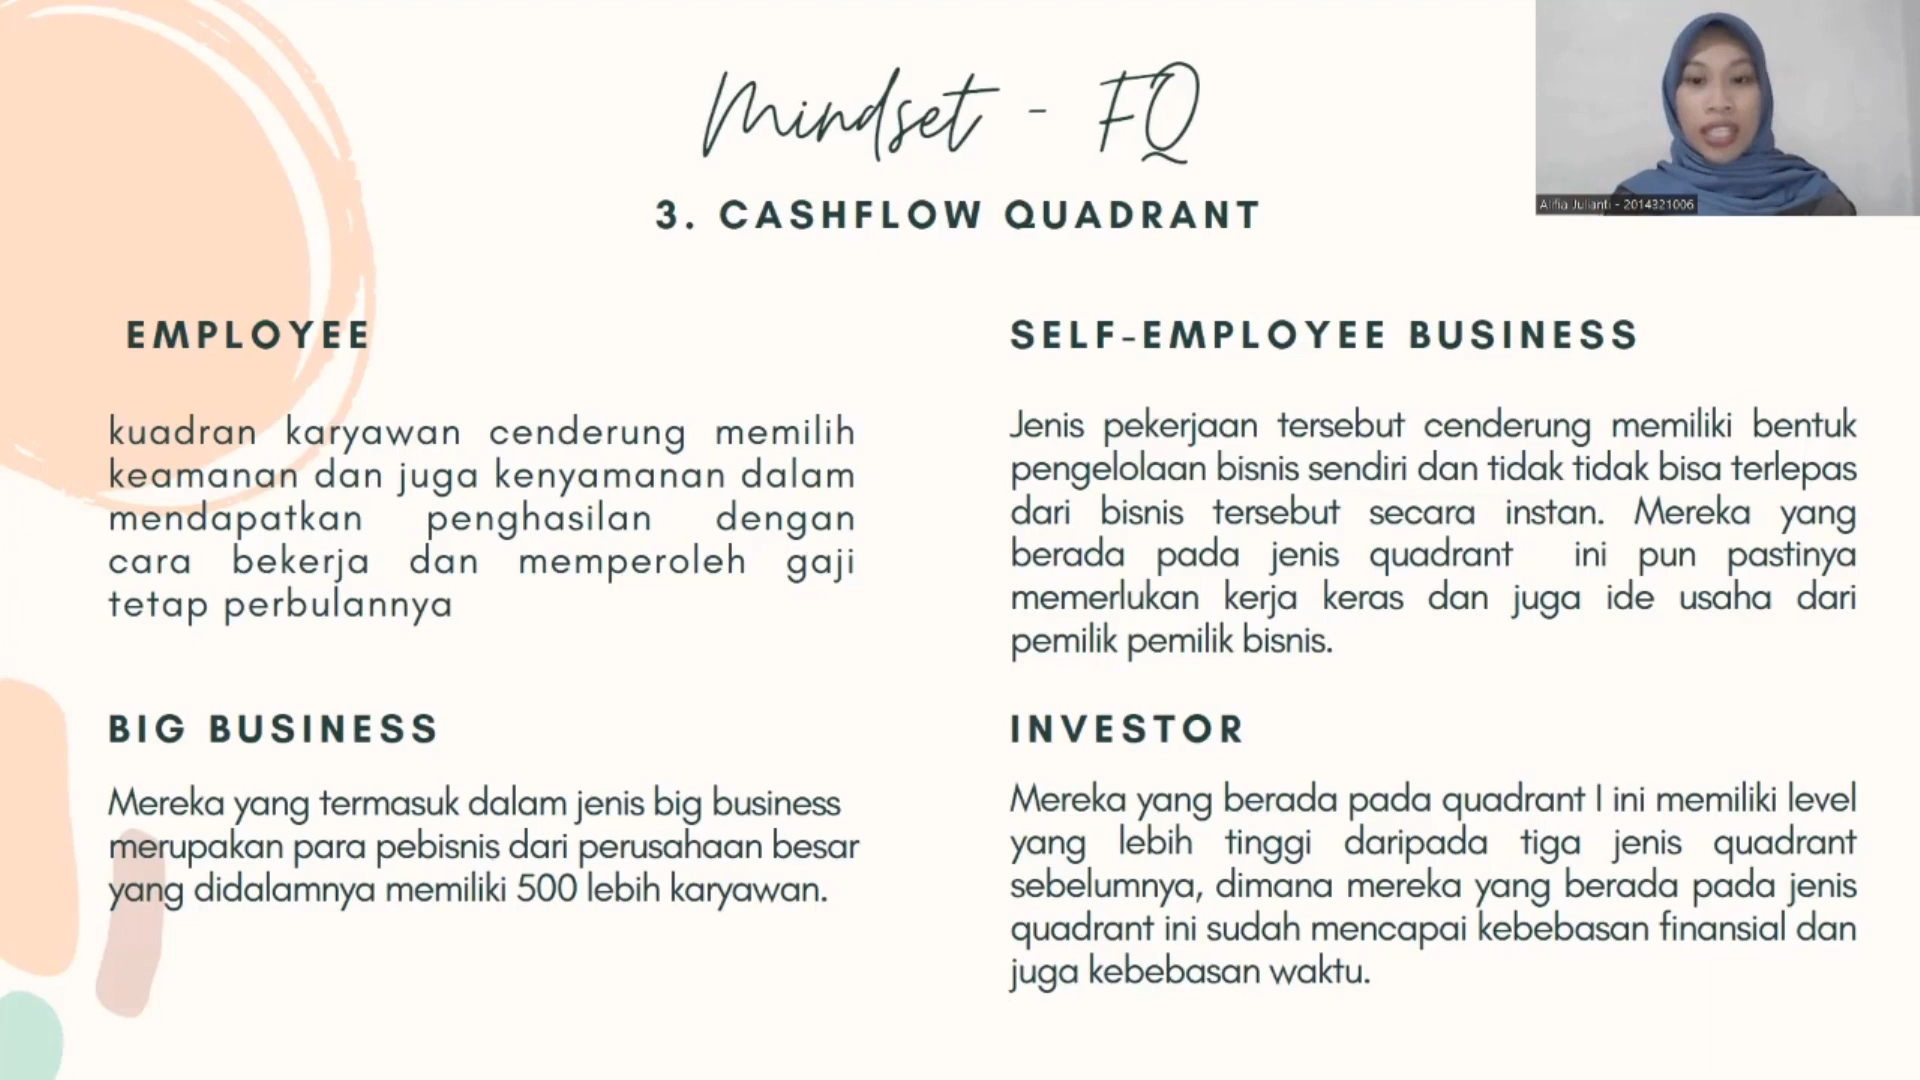 Mindset - FQ
3. CASHFLOW QUADRANT
Alifia Julianti - 2014321006
EMPLOYEE
kuadran karyawan cenderung memilih
keamanan dan juga kenyamanan dalam
mendapatkan penghasilan dengan
cara bekerja dan memperoleh gaji
tetap perbulannya
SELF-EMPLOYEE BUSINESS
Jenis pekerjaan tersebut cenderung memiliki bentuk
pengelolaan bisnis sendiri dan tidak tidak bisa terlepas
dari bisnis tersebut secara instan. Mereka yang
berada pada jenis quadrant ini pun pastinya
memerlukan kerja keras dan juga ide usaha dari
pemilik pemilik bisnis.
BIG BUSINESS
Mereka yang termasuk dalam jenis big business
merupakan para pebisnis dari perusahaan besar
yang didalamnya memiliki 500 lebih karyawan.
INVESTOR
Mereka yang berada pada quadrant I ini memiliki level
yang lebih tinggi daripada tiga jenis quadrant
sebelumnya, dimana mereka yang berada pada jenis
quadrant ini sudah mencapai kebebasan finansial dan
juga kebebasan waktu.